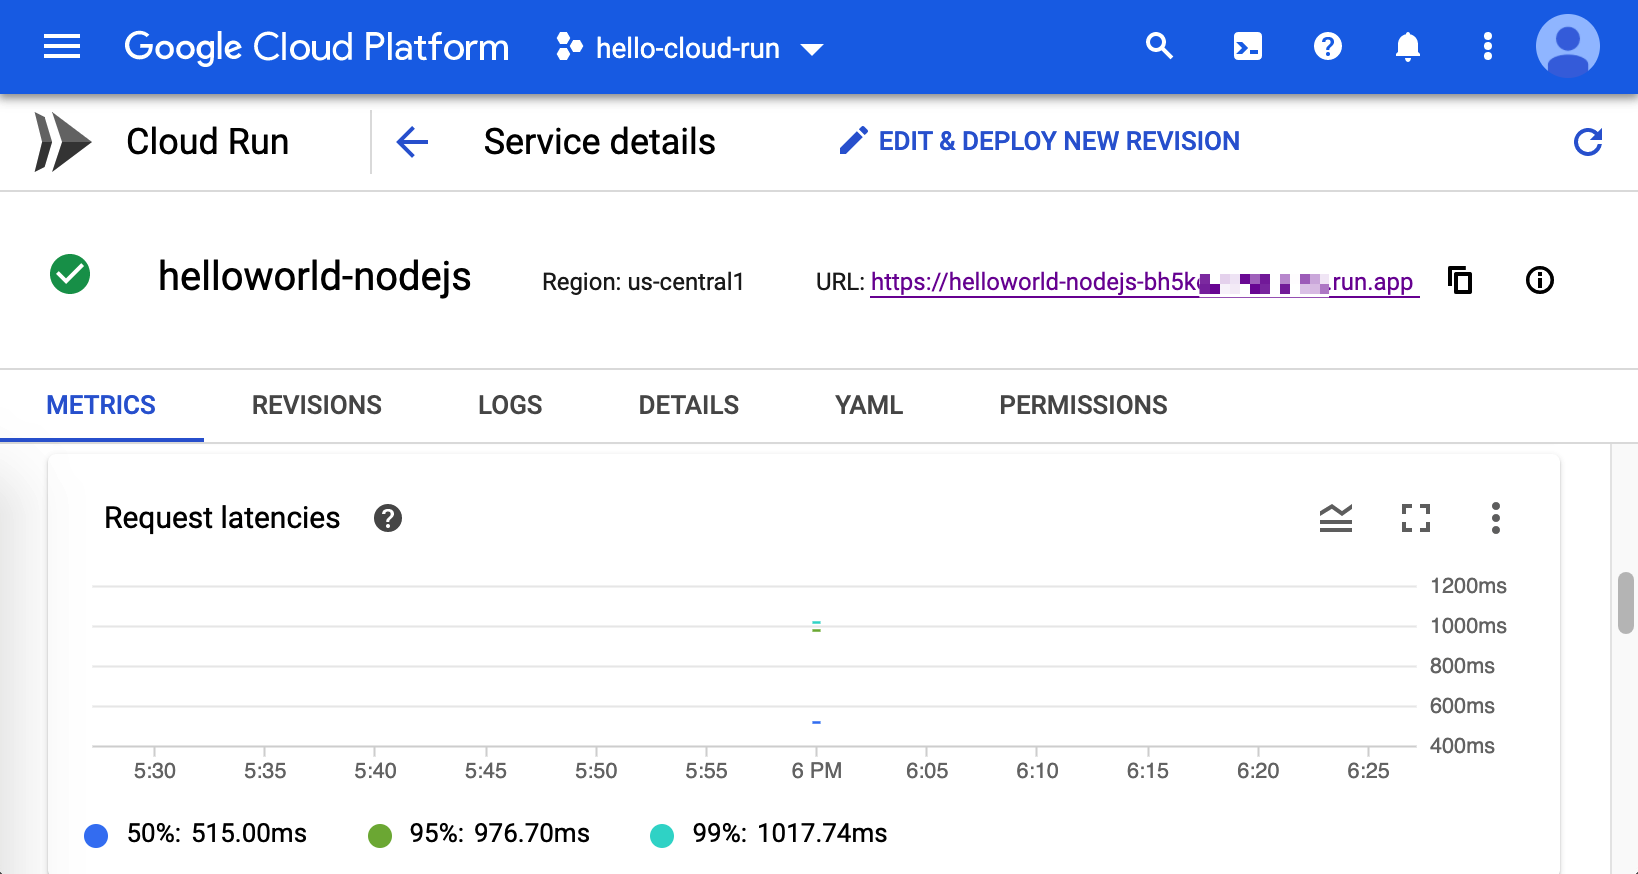 Google Cloud Platform hello-cloud-run
Cloud Run Service details EDIT & DEPLOY NEW REVISION
helloworld-nodejs Region: us-central1 URL: https://helloworld-nodejs-bh5k .run.app
METRICS REVISIONS LOGS DETAILS YAML PERMISSIONS
Request latencies
1200ms
1000ms
800ms
600ms
400ms
5:30 5:35 5:40 5:45 5:50 5:55 6 PM 6:05 6:10 6:15 6:20 6:25
50%: 515.00ms 95%: 976.70ms 99%: 1017.74ms